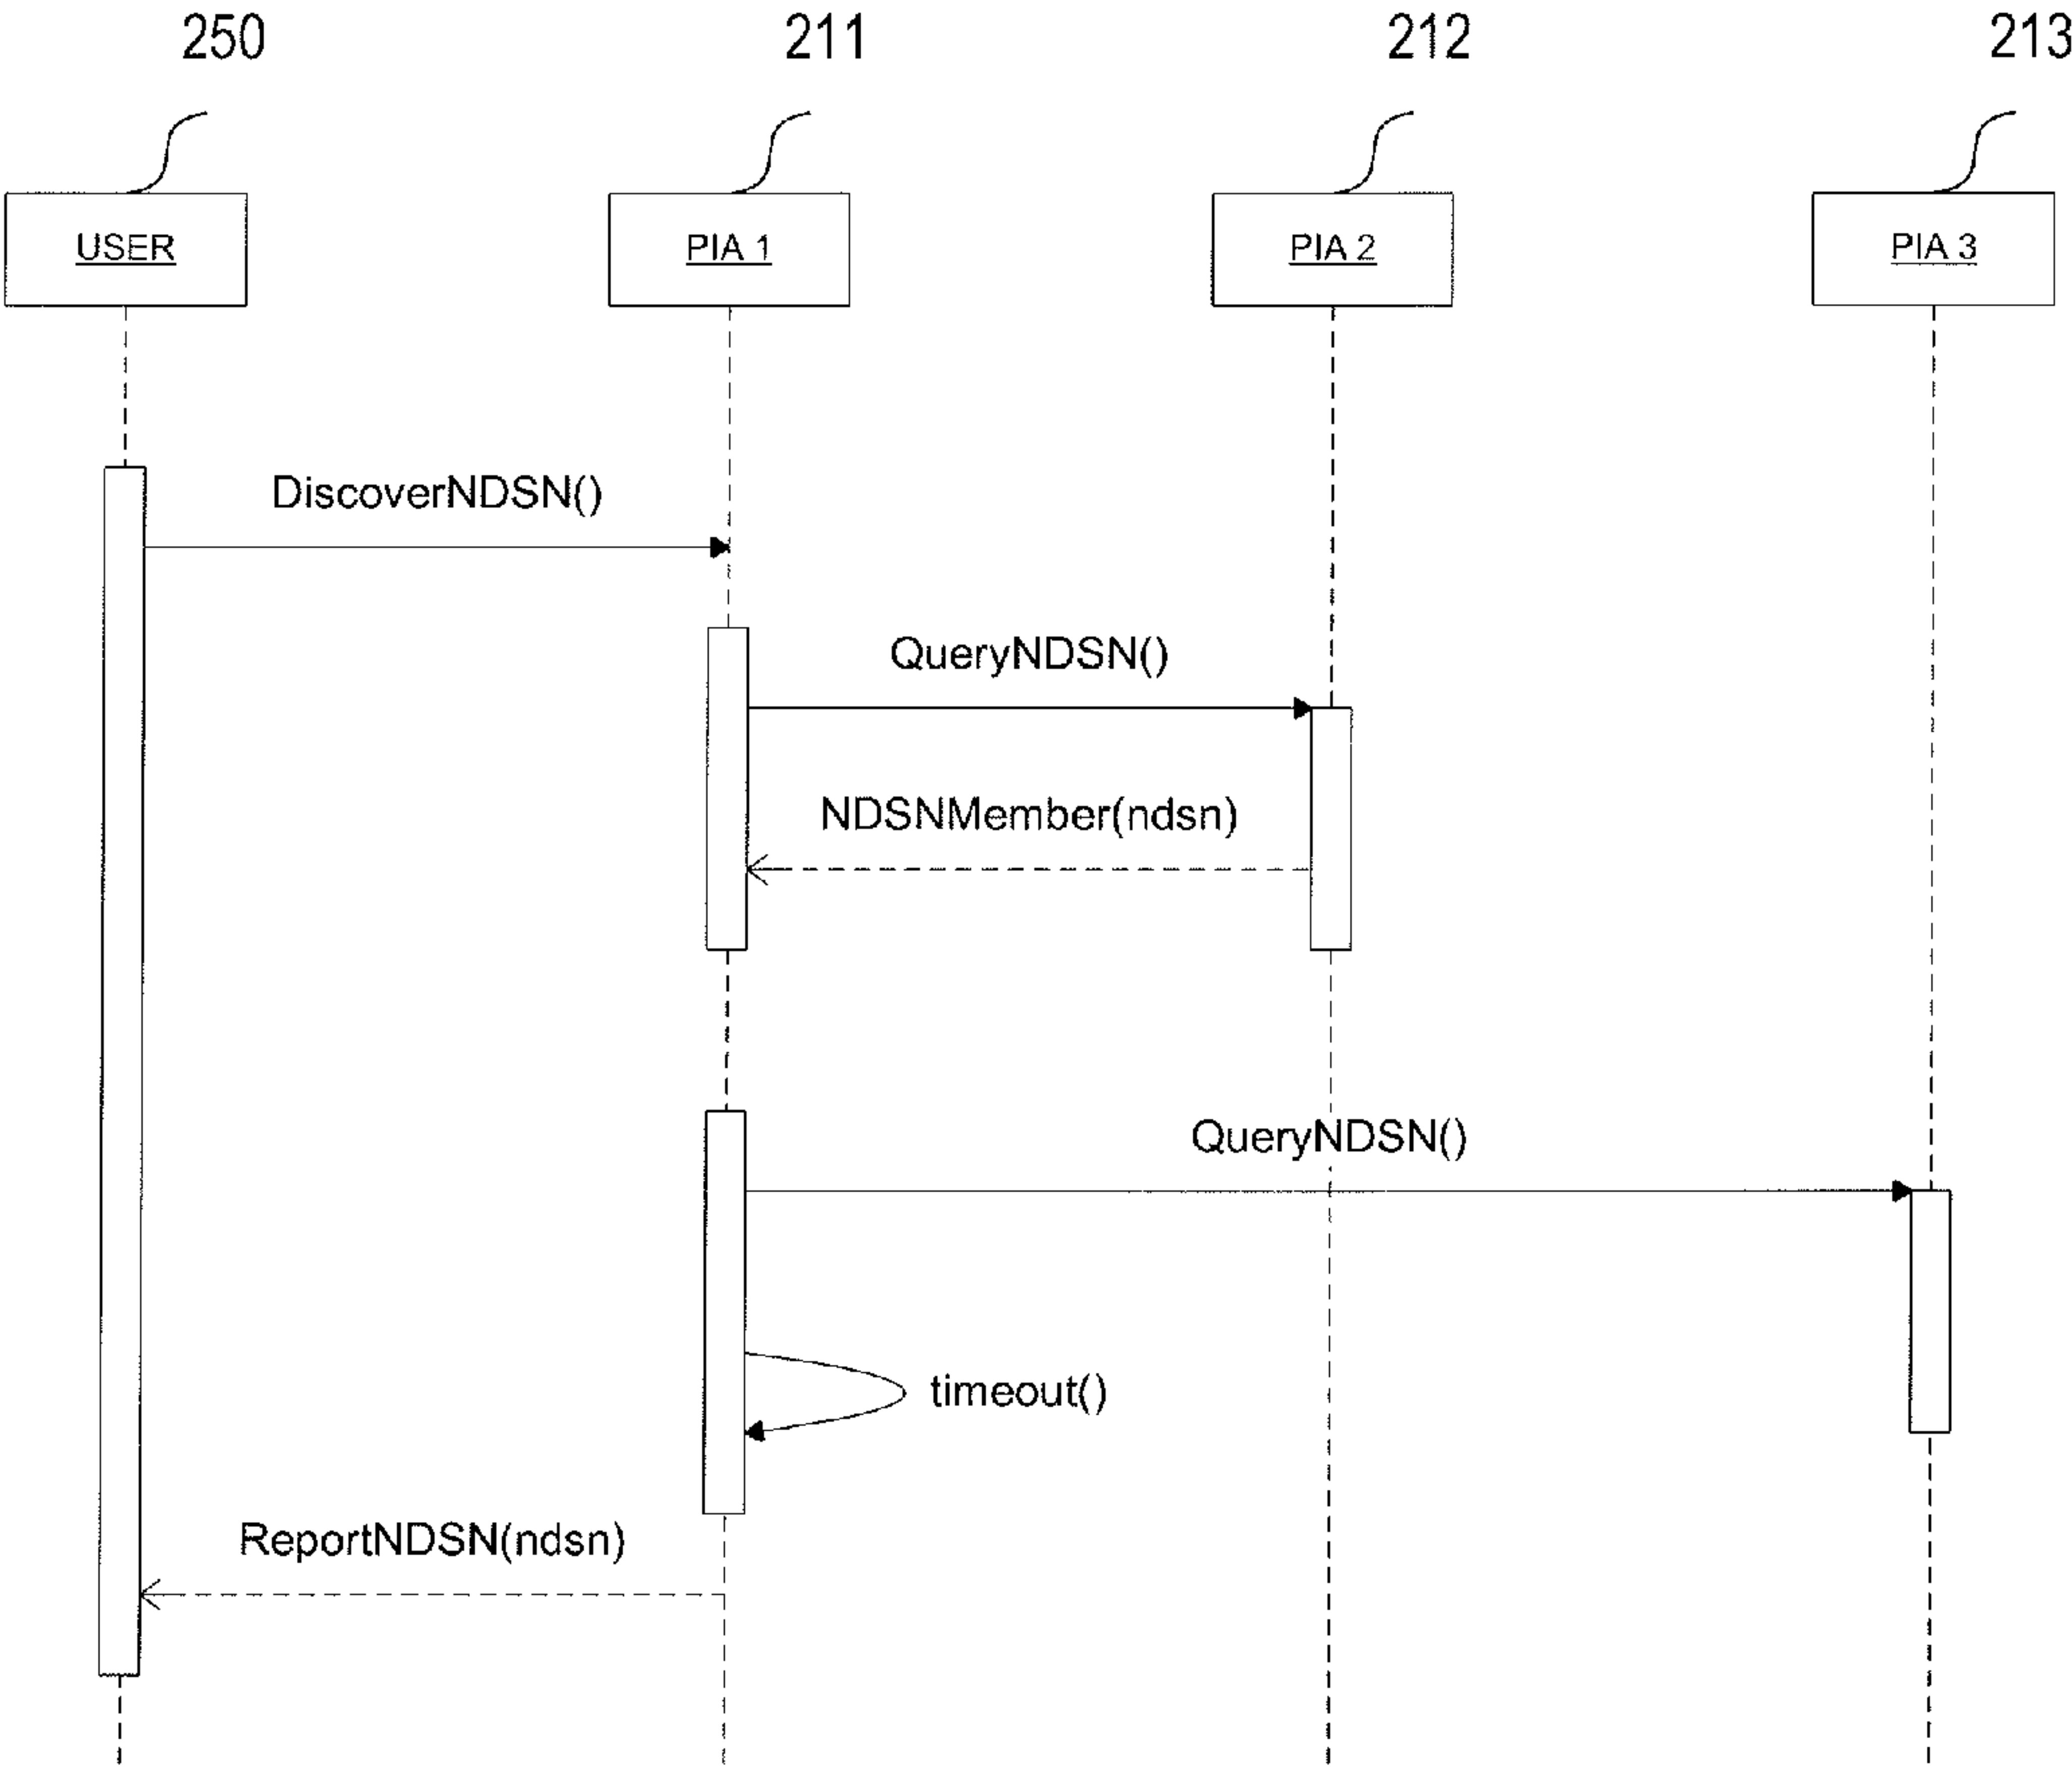 250 211 212 213
USER PIA 1 PIA 2 PIA 3
DiscoverNDSN()
QueryNDSN()
NDSNMember(ndsn)
QueryNDSN()
timeout()
ReportNDSN(ndsn)